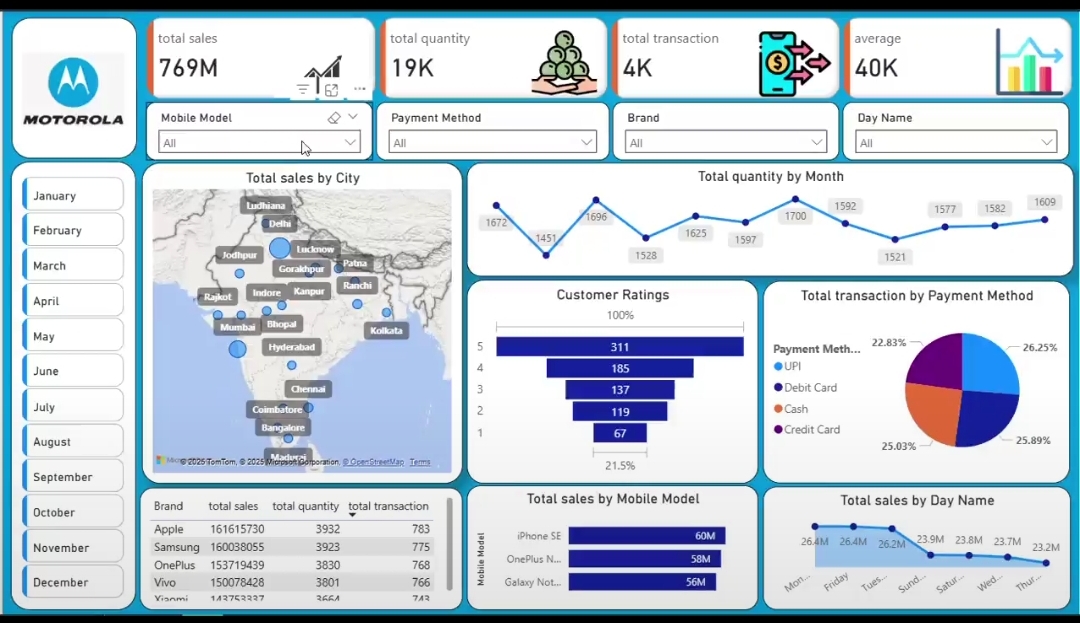 MOTOROLA
total sales
769M
total quantity
19K
total transaction
4K
average
40K
Mobile Model
All
Payment Method
All
Brand
All
Day Name
All
January
February
March
April
May
June
July
August
September
October
November
December
Total sales by City
Ludhiana
Delhi
Lucknow
Jodhpur
Gorakhpur
Patna
Ranchi
Rajkot
Indore
Kanpur
Mumbai
Bhopal
Kolkata
Hyderabad
Chennai
Coimbatore
Bangalore
Madurai
© 2025 TomTom, © 2025 Microsoft Corporation, © OpenStreetMap Terms
Total quantity by Month
1672
1451
1696
1528
1625
1597
1700
1592
1521
1577
1582
1609
Customer Ratings
100%
5 311
4 185
3 137
2 119
1 67
21.5%
Total transaction by Payment Method
Payment Meth...
UPI
Debit Card
Cash
Credit Card
22.83%
26.25%
25.03%
25.89%
Brand total sales total quantity total transaction
Apple 161615730 3932 783
Samsung 160038055 3923 775
OnePlus 153719439 3830 768
Vivo 150078428 3801 766
Xiaomi 143753337 3664 743
Total sales by Mobile Model
Mobile Model
iPhone SE 60M
OnePlus N... 58M
Galaxy Not... 56M
Total sales by Day Name
26.4M 26.4M 26.2M 23.9M 23.8M 23.7M 23.2M
Mon... Friday Tues... Sund... Satur... Wed... Thur...